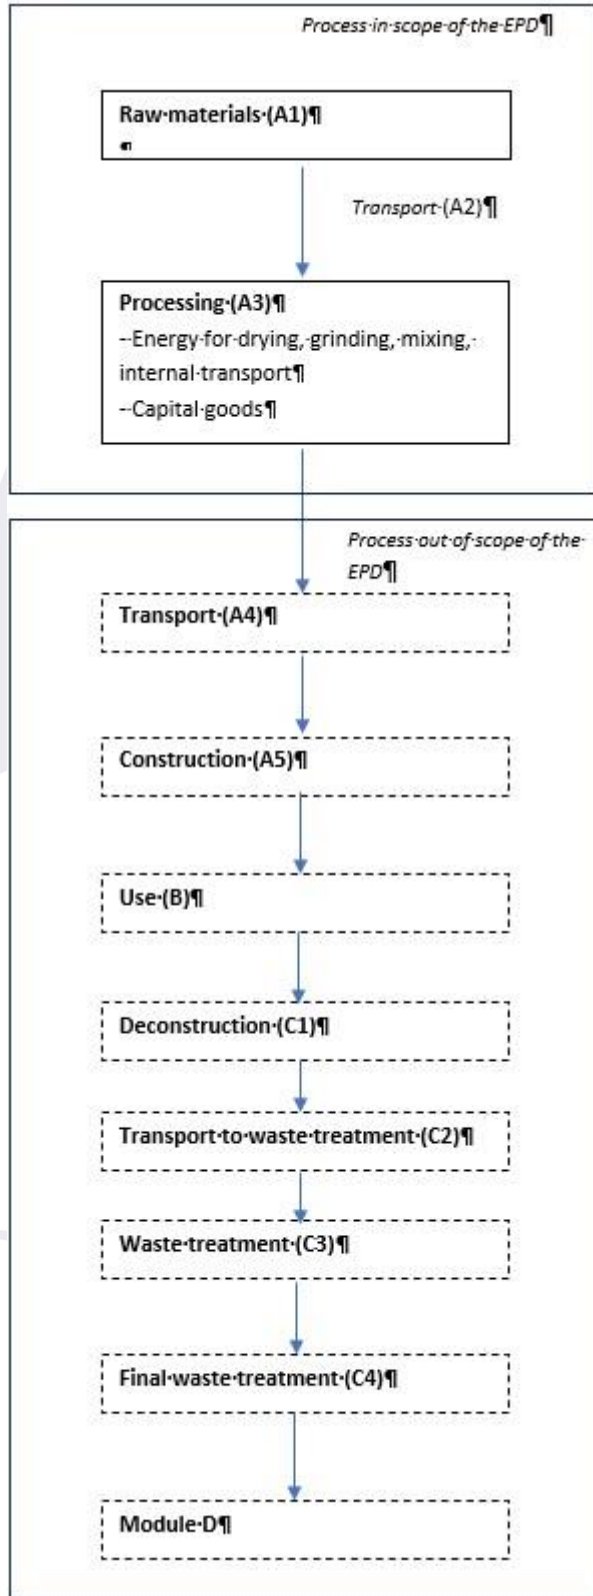 Process·in·scope·of·the·EPD¶
Raw·materials·(A1)¶
¶
Transport·(A2)¶
Processing·(A3)¶
--Energy·for·drying,·grinding,·mixing,·
internal·transport¶
--Capital·goods¶
Process·out·of·scope·of·the·
EPD¶
Transport·(A4)¶
Construction·(A5)¶
Use·(B)¶
Deconstruction·(C1)¶
Transport·to·waste·treatment·(C2)¶
Waste·treatment·(C3)¶
Final·waste·treatment·(C4)¶
Module·D¶